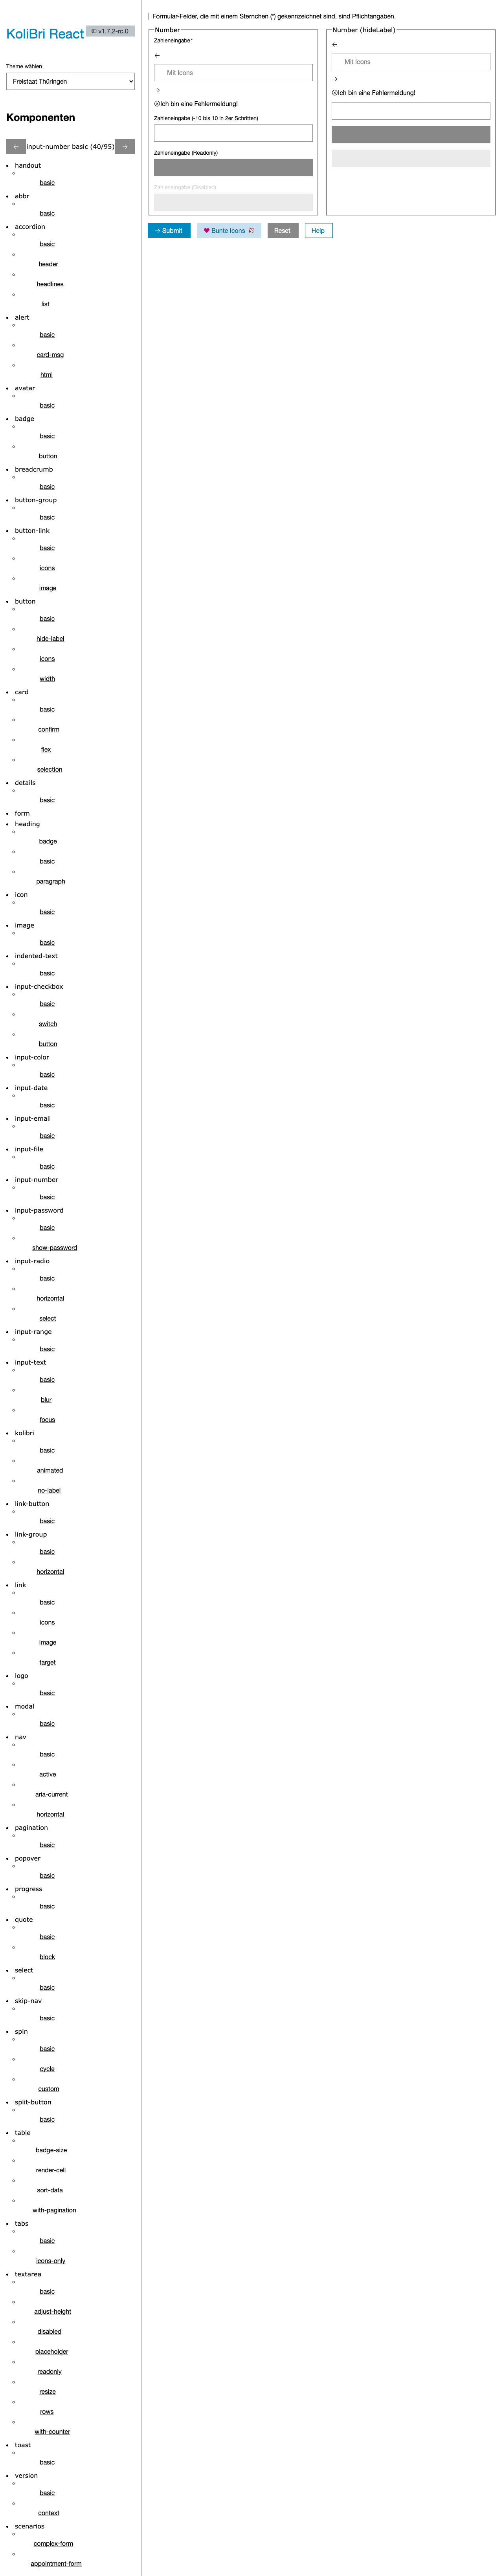 KoliBri React
v1.7.2-rc.0
Theme wählen
Freistaat Thüringen
Komponenten
input-number basic (40/95)
handout
basic
abbr
basic
accordion
basic
header
headlines
list
alert
basic
card-msg
html
avatar
basic
badge
basic
button
breadcrumb
basic
button-group
basic
button-link
basic
icons
image
button
basic
hide-label
icons
width
card
basic
confirm
flex
selection
details
basic
form
heading
badge
basic
paragraph
icon
basic
image
basic
indented-text
basic
input-checkbox
basic
switch
button
input-color
basic
input-date
basic
input-email
basic
input-file
basic
input-number
basic
input-password
basic
show-password
input-radio
basic
horizontal
select
input-range
basic
input-text
basic
blur
focus
kolibri
basic
animated
no-label
link-button
basic
link-group
basic
horizontal
link
basic
icons
image
target
logo
basic
modal
basic
nav
basic
active
aria-current
horizontal
pagination
basic
popover
basic
progress
basic
quote
basic
block
select
basic
skip-nav
basic
spin
basic
cycle
custom
split-button
basic
table
badge-size
render-cell
sort-data
with-pagination
tabs
basic
icons-only
textarea
basic
adjust-height
disabled
placeholder
readonly
resize
rows
with-counter
toast
basic
version
basic
context
scenarios
complex-form
appointment-form
Formular-Felder, die mit einem Sternchen (*) gekennzeichnet sind, sind Pflichtangaben.
Number
Zahleneingabe*
Mit Icons
Ich bin eine Fehlermeldung!
Zahleneingabe (-10 bis 10 in 2er Schritten)
Zahleneingabe (Readonly)
Zahleneingabe (Disabled)
Number (hideLabel)
Mit Icons
Ich bin eine Fehlermeldung!
Submit
Bunte Icons
Reset
Help